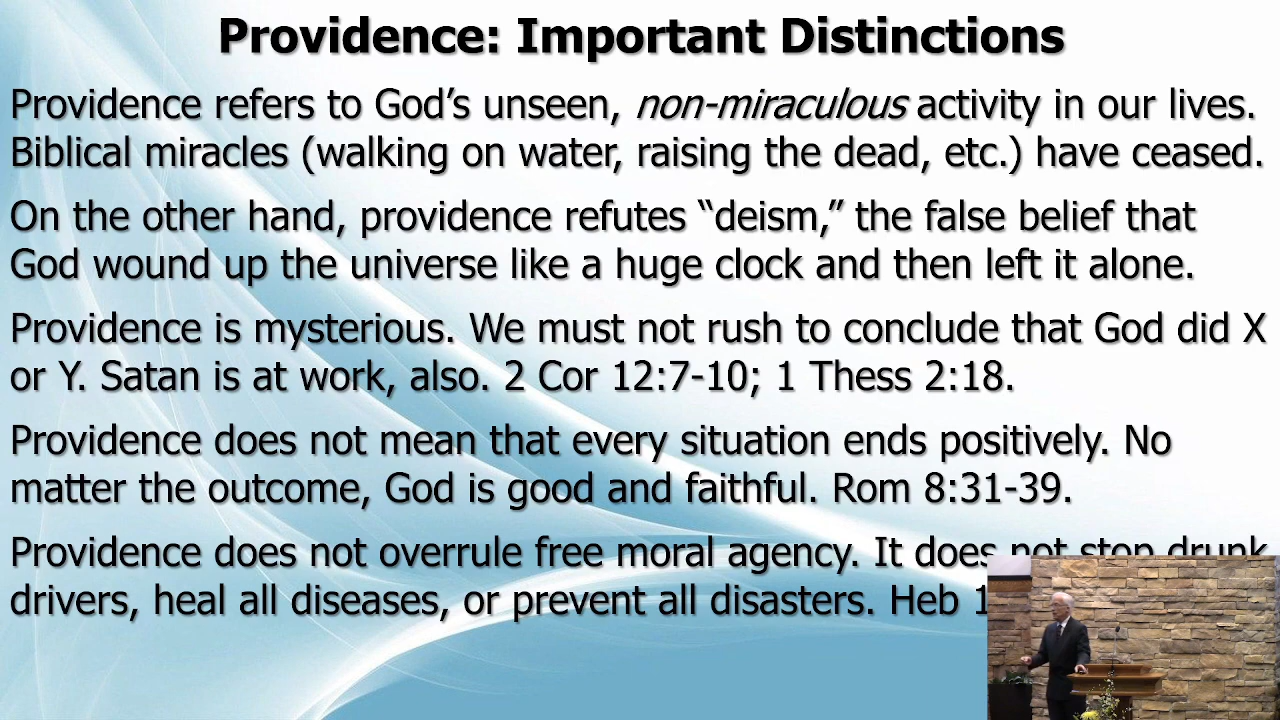 Providence: Important Distinctions
Providence refers to God’s unseen, non-miraculous activity in our lives.
Biblical miracles (walking on water, raising the dead, etc.) have ceased.
On the other hand, providence refutes “deism,” the false belief that
God wound up the universe like a huge clock and then left it alone.
Providence is mysterious. We must not rush to conclude that God did X
or Y. Satan is at work, also. 2 Cor 12:7-10; 1 Thess 2:18.
Providence does not mean that every situation ends positively. No
matter the outcome, God is good and faithful. Rom 8:31-39.
Providence does not overrule free moral agency. It does not stop drunk
drivers, heal all diseases, or prevent all disasters. Heb